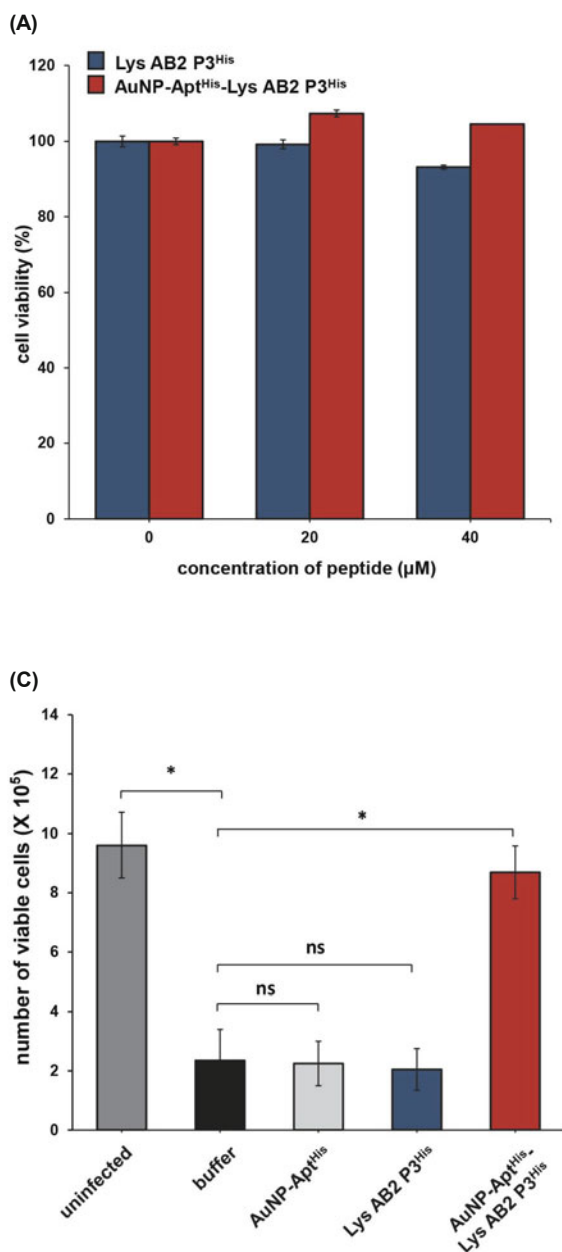 (A)
Lys AB2 P3His
AuNP-AptHis-Lys AB2 P3His
120
100
80
60
40
20
0
cell viability (%)
0 20 40
concentration of peptide (µM)
(C)
14
12
10
8
6
4
2
0
number of viable cells (X 10⁵)
*
*
ns
ns
uninfected
buffer
AuNP-AptHis
Lys AB2 P3His
AuNP-AptHis-
Lys AB2 P3His